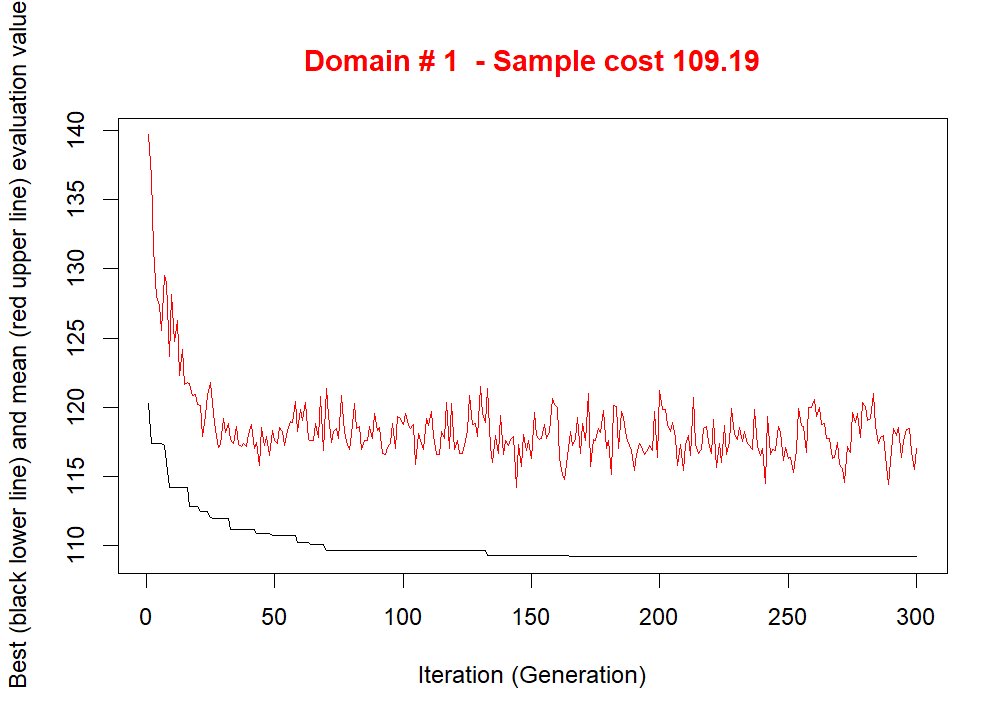 Domain # 1  - Sample cost 109.19
Best (black lower line) and mean (red upper line) evaluation value
140
135
130
125
120
115
110
0 50 100 150 200 250 300
Iteration (Generation)